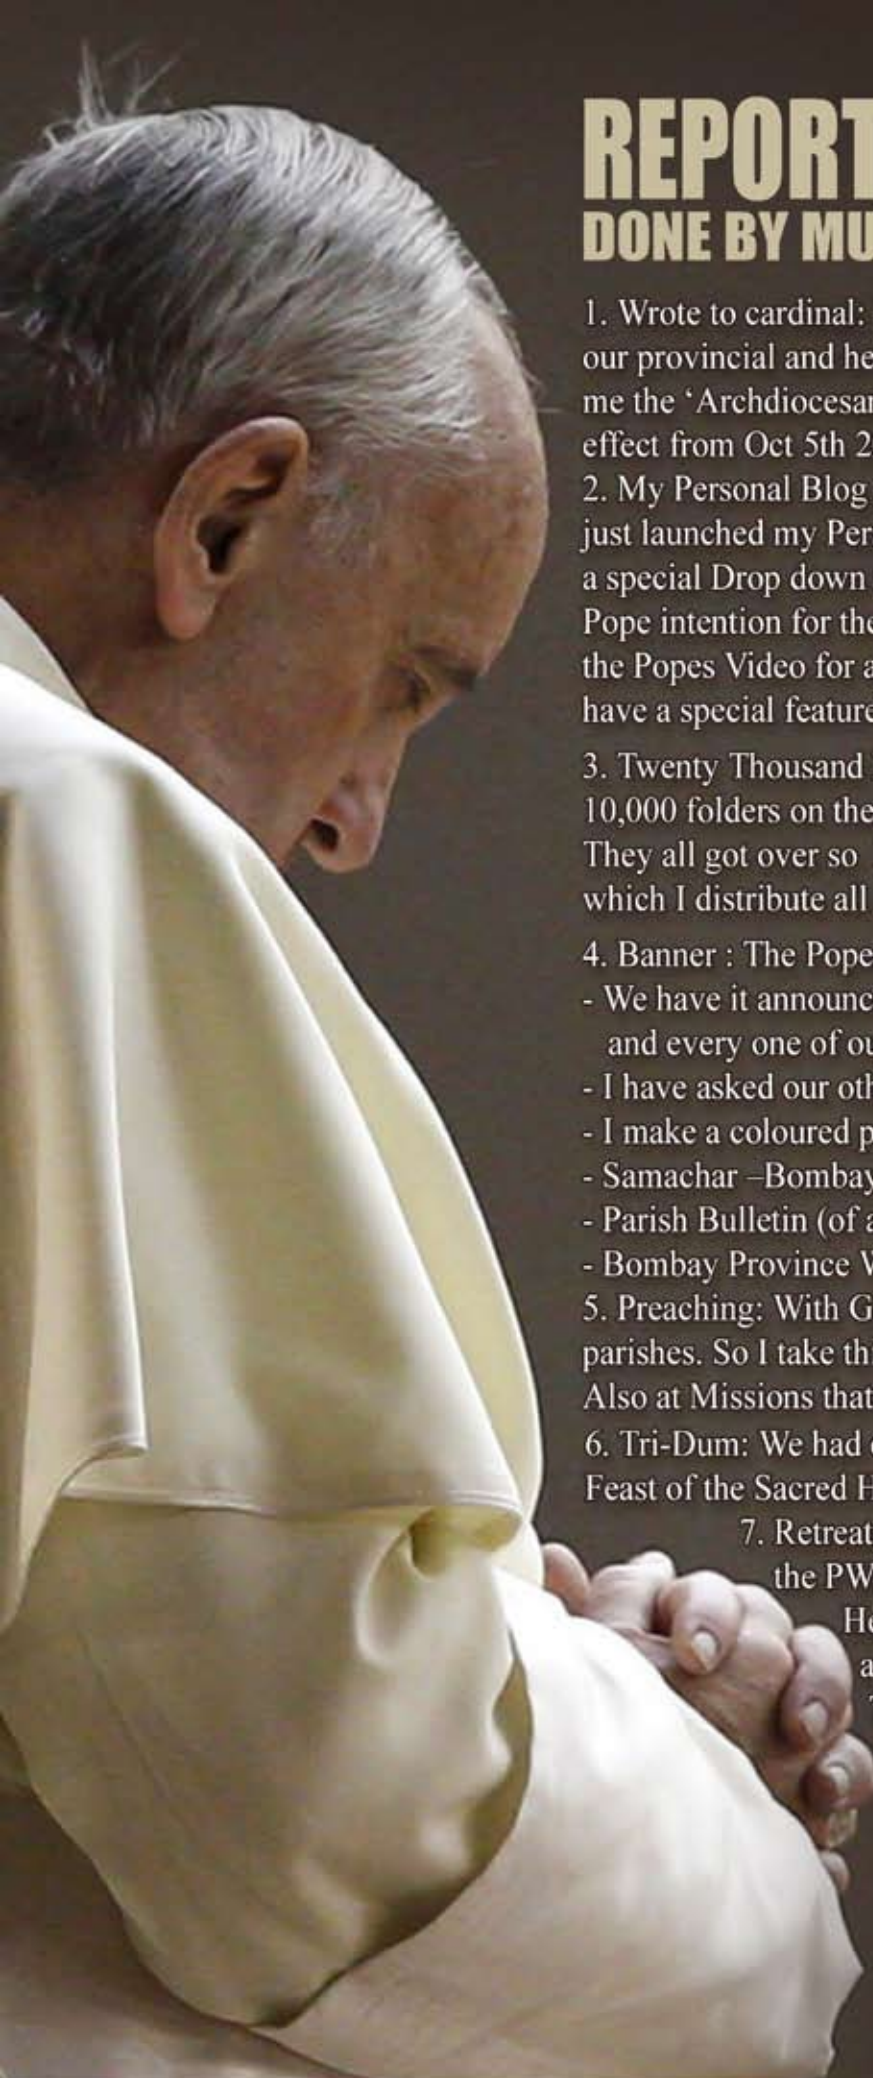 REPORT
DONE BY MU
1. Wrote to cardinal:
our provincial and he
me the ‘Archdiocesan
effect from Oct 5th 2
2. My Personal Blog
just launched my Per
a special Drop down
Pope intention for the
the Popes Video for a
have a special feature
3. Twenty Thousand
10,000 folders on the
They all got over so
which I distribute all
4. Banner : The Pope
- We have it announc
and every one of ou
- I have asked our oth
- I make a coloured p
- Samachar –Bombay
- Parish Bulletin (of a
- Bombay Province W
5. Preaching: With G
parishes. So I take thi
Also at Missions that
6. Tri-Dum: We had
Feast of the Sacred H
7. Retreat
the PW
He
a